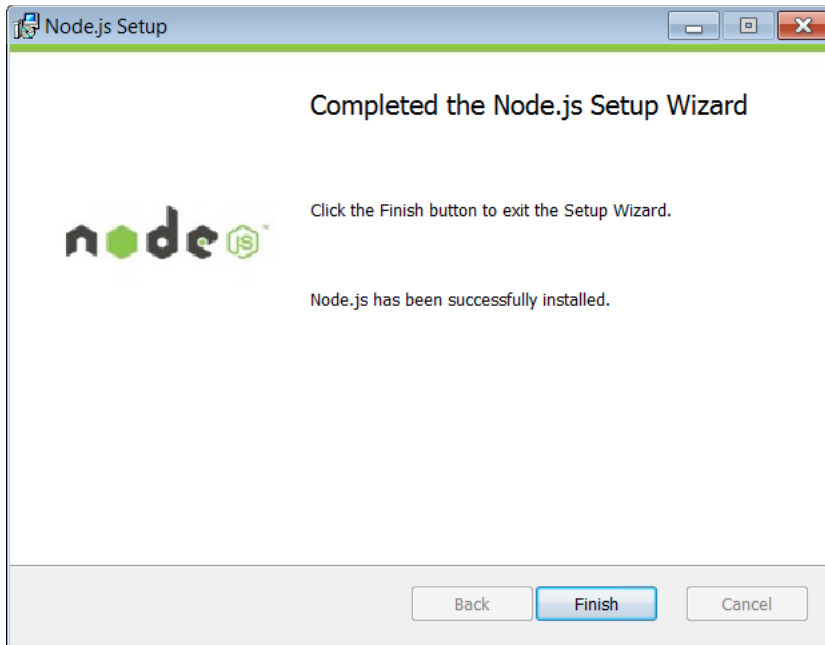 Node.js Setup
Completed the Node.js Setup Wizard
node JS™
Click the Finish button to exit the Setup Wizard.
Node.js has been successfully installed.
Back Finish Cancel